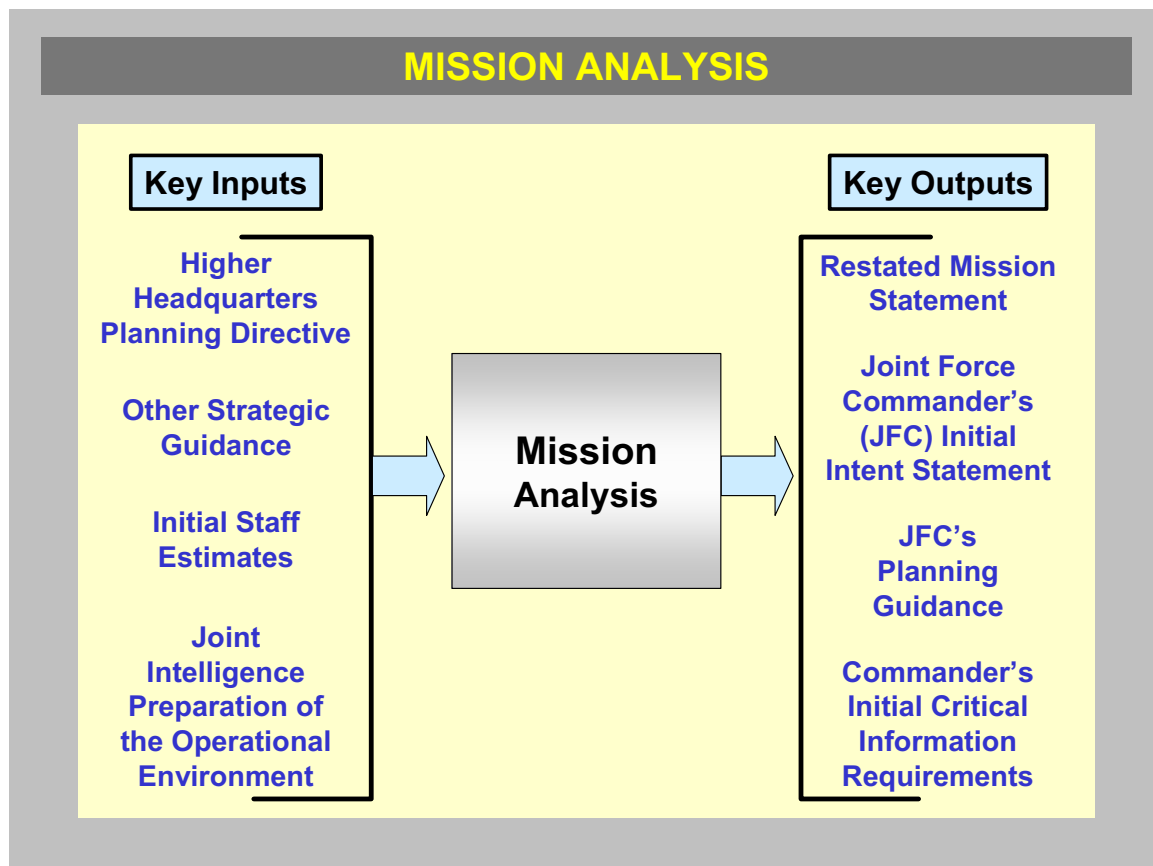 MISSION ANALYSIS
Key Inputs
Higher
Headquarters
Planning Directive
Other Strategic
Guidance
Initial Staff
Estimates
Joint
Intelligence
Preparation of
the Operational
Environment
Mission
Analysis
Key Outputs
Restated Mission
Statement
Joint Force
Commander’s
(JFC) Initial
Intent Statement
JFC’s
Planning
Guidance
Commander’s
Initial Critical
Information
Requirements